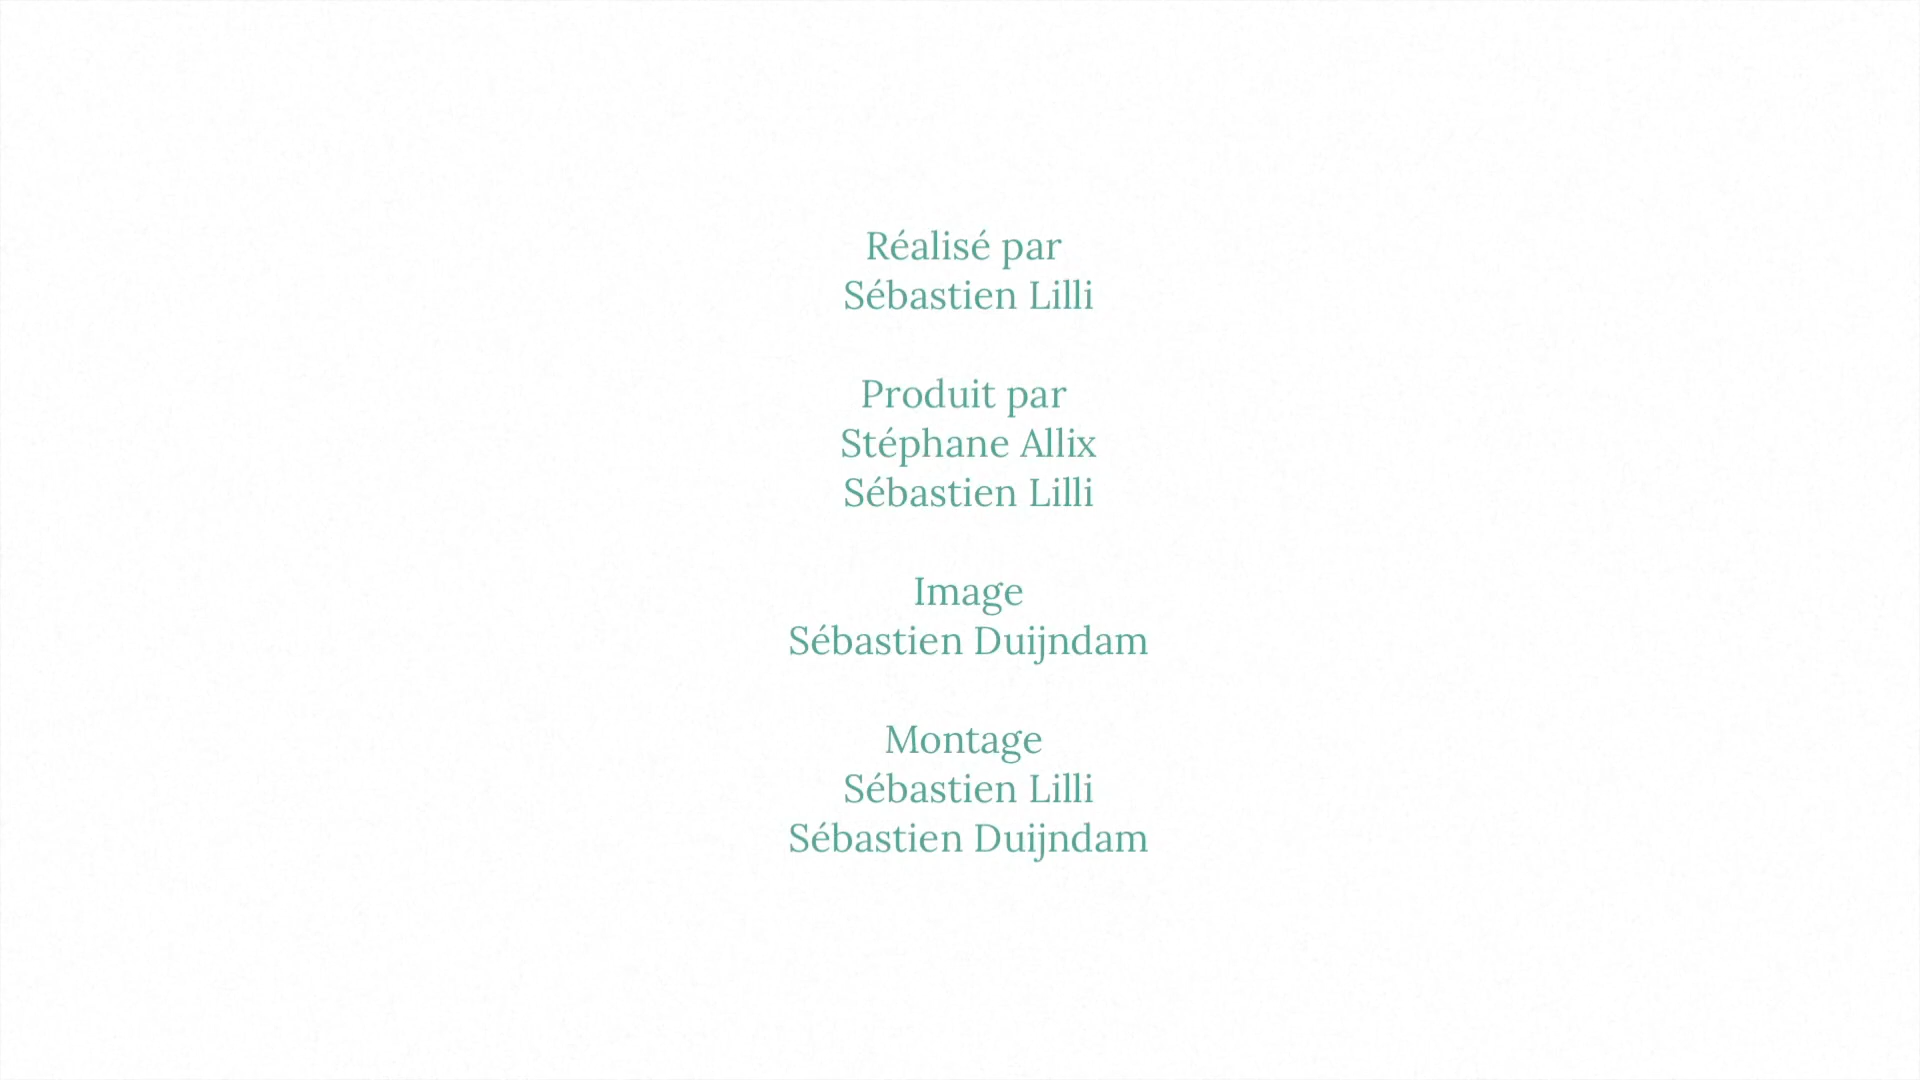 Réalisé par
Sébastien Lilli
Produit par
Stéphane Allix
Sébastien Lilli
Image
Sébastien Duijndam
Montage
Sébastien Lilli
Sébastien Duijndam